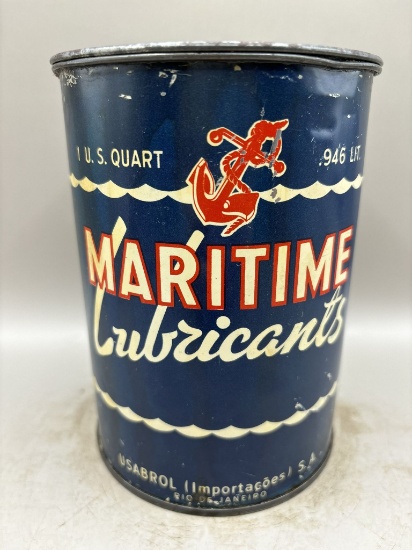 1 U.S. QUART .946 LIT.
MARITIME
Lubricants
USABROL (Importações) S.A.
RIO DE JANEIRO